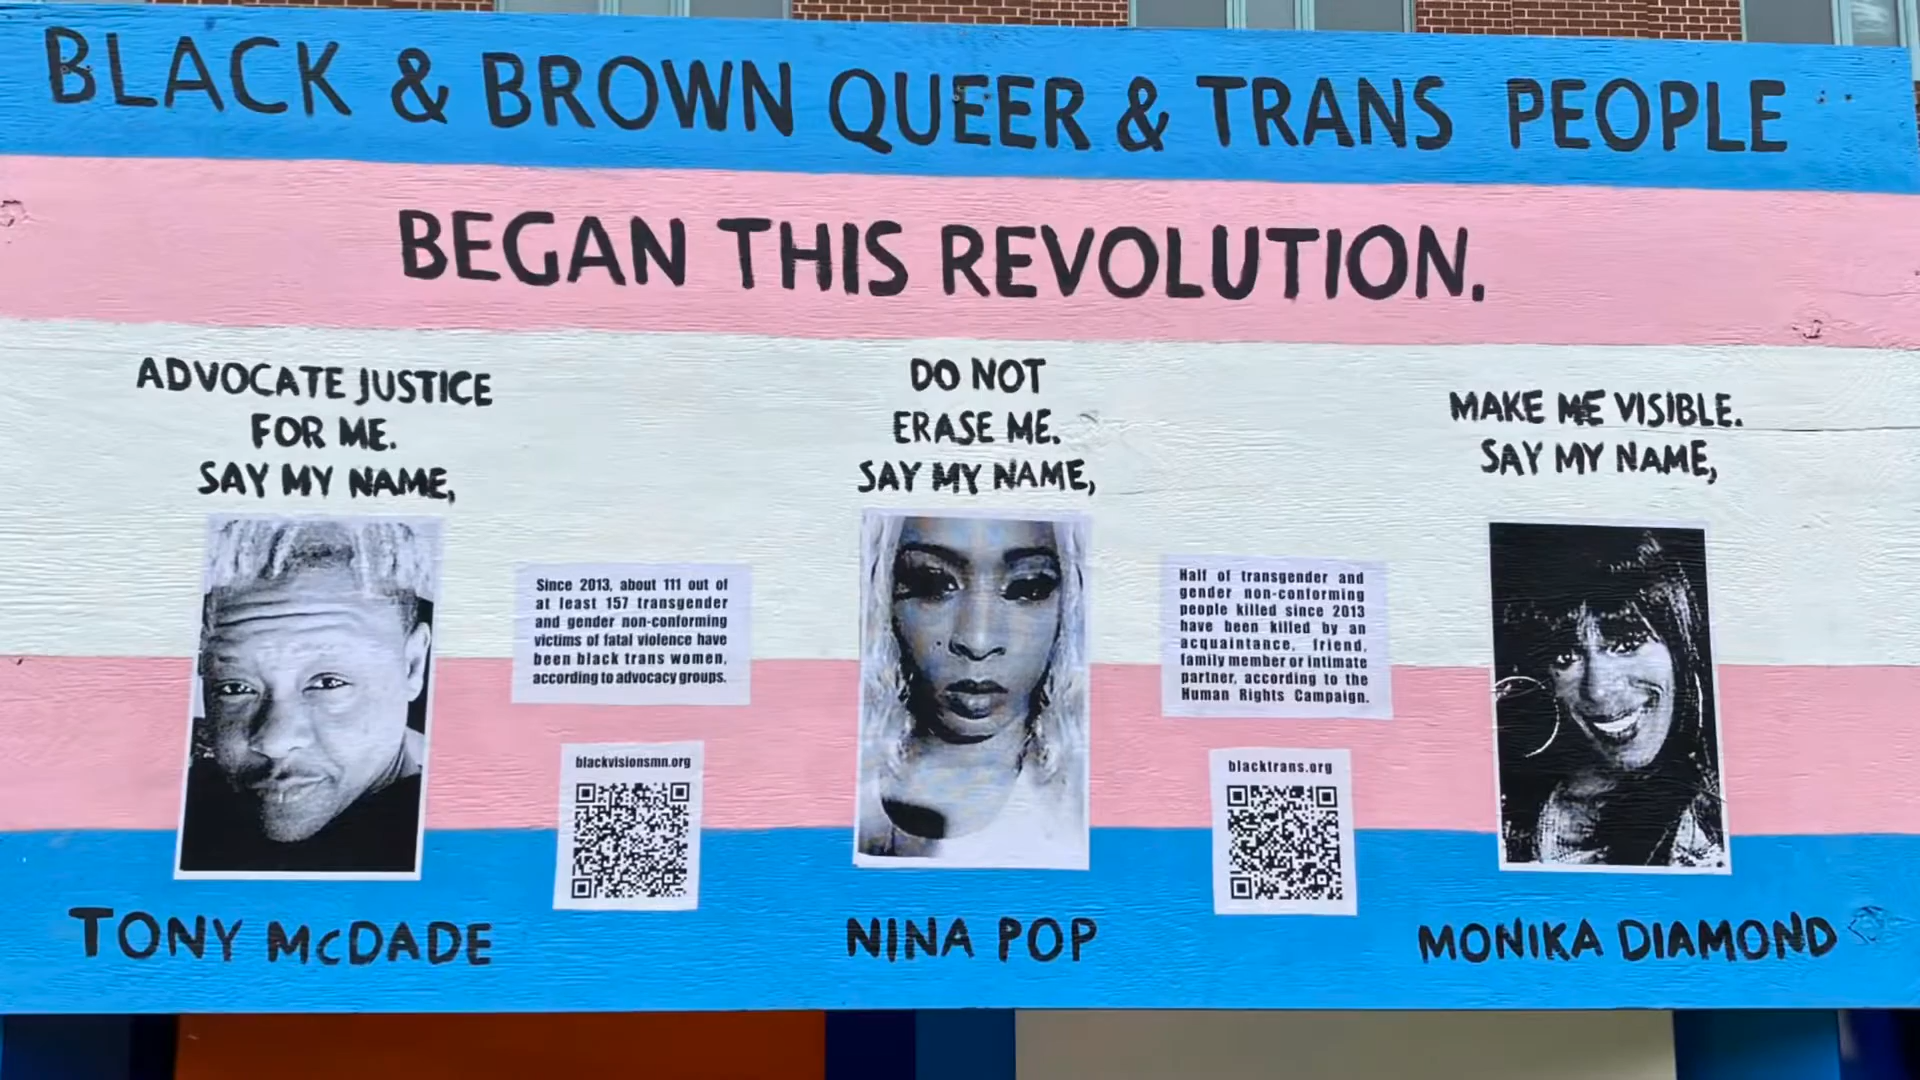 BLACK & BROWN QUEER & TRANS PEOPLE
BEGAN THIS REVOLUTION.
ADVOCATE JUSTICE
FOR ME.
SAY MY NAME,
TONY McDADE
Since 2013, about 111 out of
at least 157 transgender
and gender non-conforming
victims of fatal violence have
been black trans women,
according to advocacy groups.
blackvisionsmn.org
DO NOT
ERASE ME.
SAY MY NAME,
NINA POP
Half of transgender and
gender non-conforming
people killed since 2013
have been killed by an
acquaintance, friend,
family member or intimate
partner, according to the
Human Rights Campaign.
blacktrans.org
MAKE ME VISIBLE.
SAY MY NAME,
MONIKA DIAMOND